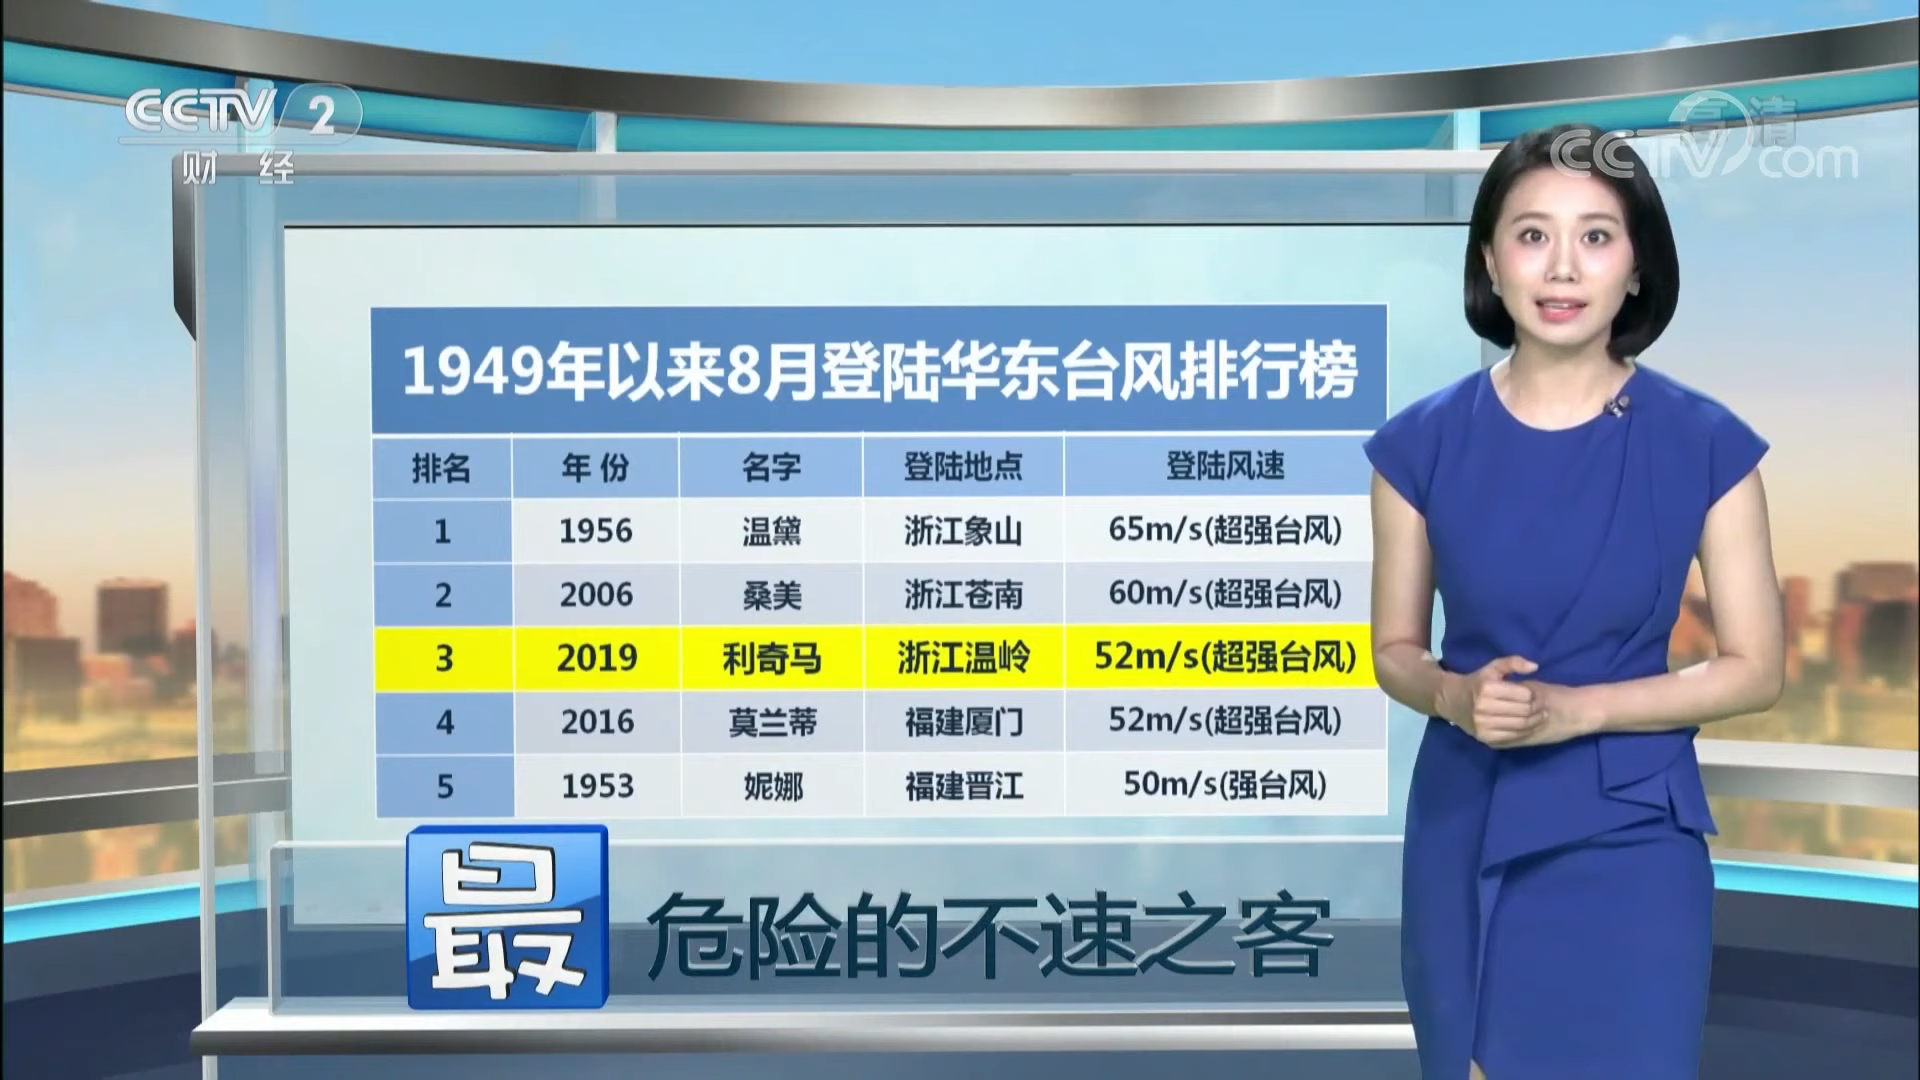 CCTV 2
财 经
高清
CCTV com
1949年以来8月登陆华东台风排行榜
排名 年份 名字 登陆地点 登陆风速
1 1956 温黛 浙江象山 65m/s(超强台风)
2 2006 桑美 浙江苍南 60m/s(超强台风)
3 2019 利奇马 浙江温岭 52m/s(超强台风)
4 2016 莫兰蒂 福建厦门 52m/s(超强台风)
5 1953 妮娜 福建晋江 50m/s(强台风)
最 危险的不速之客